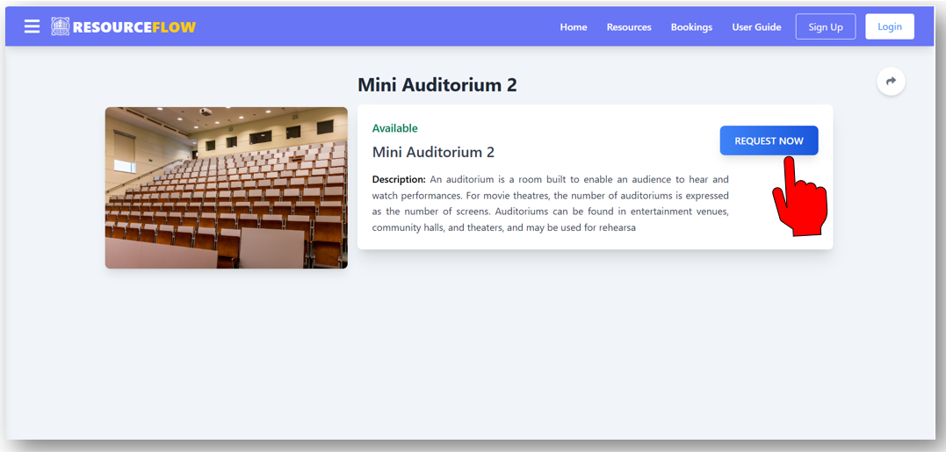 RESOURCEFLOW
Home Resources Bookings User Guide Sign Up Login
Mini Auditorium 2
Available
Mini Auditorium 2
REQUEST NOW
Description: An auditorium is a room built to enable an audience to hear and
watch performances. For movie theatres, the number of auditoriums is expressed
as the number of screens. Auditoriums can be found in entertainment venues,
community halls, and theaters, and may be used for rehearsa